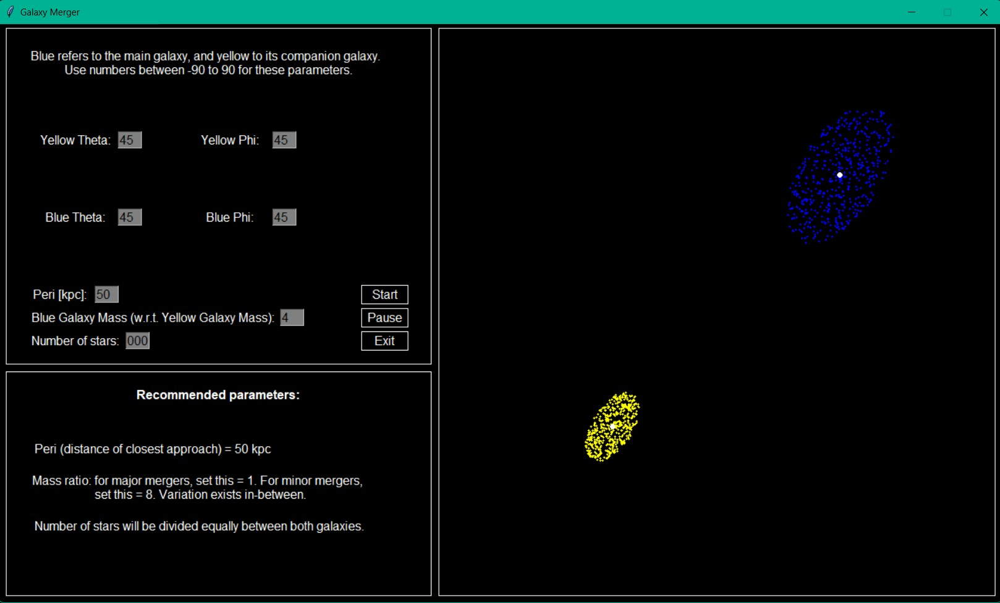 Galaxy Merger
Blue refers to the main galaxy, and yellow to its companion galaxy.
Use numbers between -90 to 90 for these parameters.
Yellow Theta: 45 Yellow Phi: 45
Blue Theta: 45 Blue Phi: 45
Peri [kpc]: 50 Start
Blue Galaxy Mass (w.r.t. Yellow Galaxy Mass): 4 Pause
Number of stars: 000 Exit
Recommended parameters:
Peri (distance of closest approach) = 50 kpc
Mass ratio: for major mergers, set this = 1. For minor mergers,
set this = 8. Variation exists in-between.
Number of stars will be divided equally between both galaxies.